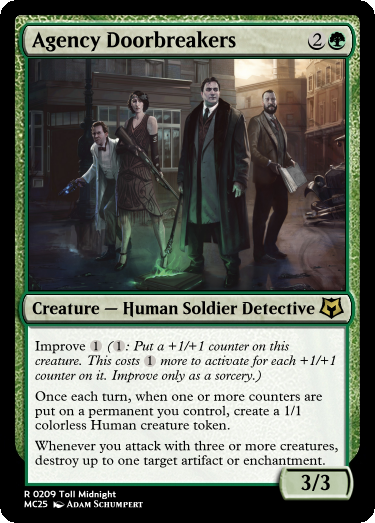 Agency Doorbreakers 2
Creature — Human Soldier Detective
Improve 1 (1: Put a +1/+1 counter on this
creature. This costs 1 more to activate for each +1/+1
counter on it. Improve only as a sorcery.)
Once each turn, when one or more counters are
put on a permanent you control, create a 1/1
colorless Human creature token.
Whenever you attack with three or more creatures,
destroy up to one target artifact or enchantment.
3/3
R 0209 Toll Midnight
MC25 Adam Schumpert